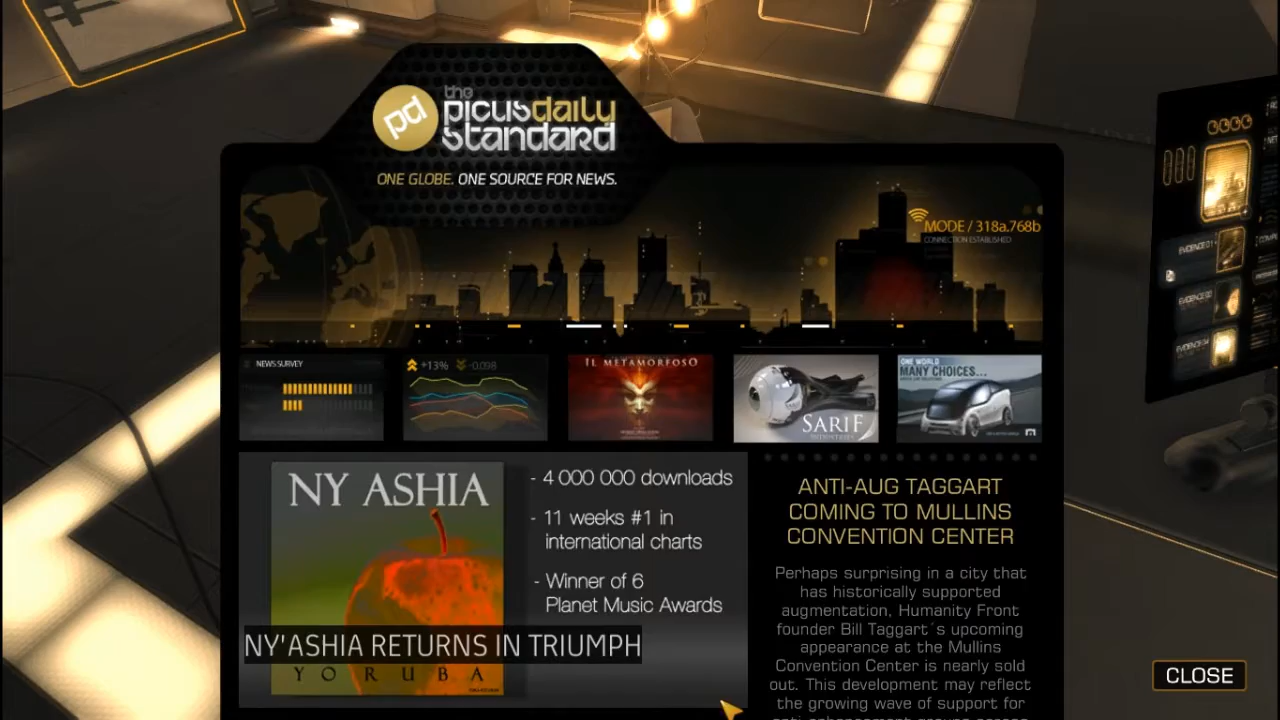 the
picusdaily
standard
pd
ONE GLOBE. ONE SOURCE FOR NEWS.
MODE / 318a.768b
CONNECTION ESTABLISHED
NEWS SURVEY
+13% -0.098
IL METAMORFOSO
SARIF
INDUSTRIES
ONE WORLD
MANY CHOICES...
NY ASHIA
YORUBA
- 4 000 000 downloads
- 11 weeks #1 in
international charts
- Winner of 6
Planet Music Awards
NY'ASHIA RETURNS IN TRIUMPH
ANTI-AUG TAGGART
COMING TO MULLINS
CONVENTION CENTER
Perhaps surprising in a city that
has historically supported
augmentation, Humanity Front
founder Bill Taggart´s upcoming
appearance at the Mullins
Convention Center is nearly sold
out. This development may reflect
the growing wave of support for
EVIDENCE 01
CLOSE